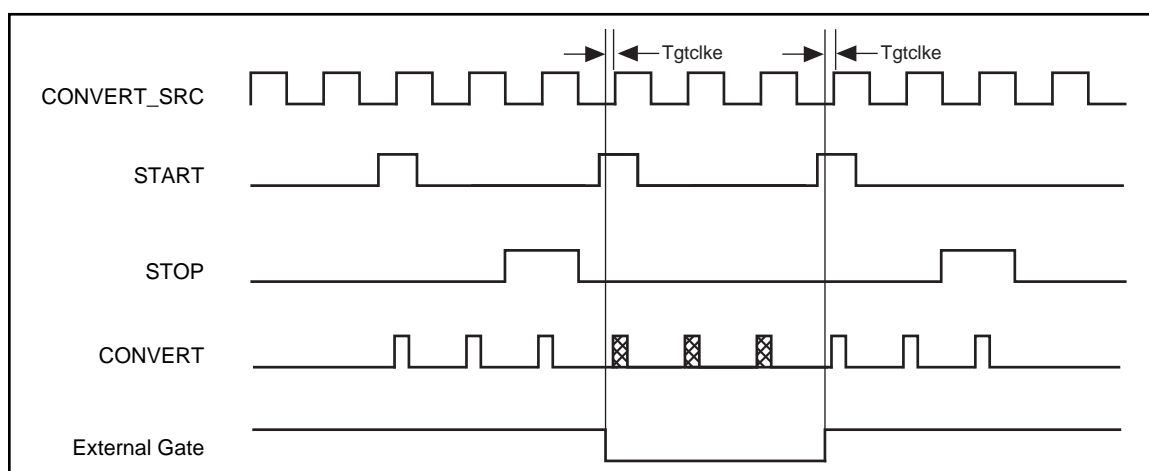 Tgtclke
Tgtclke
CONVERT_SRC
START
STOP
CONVERT
External Gate